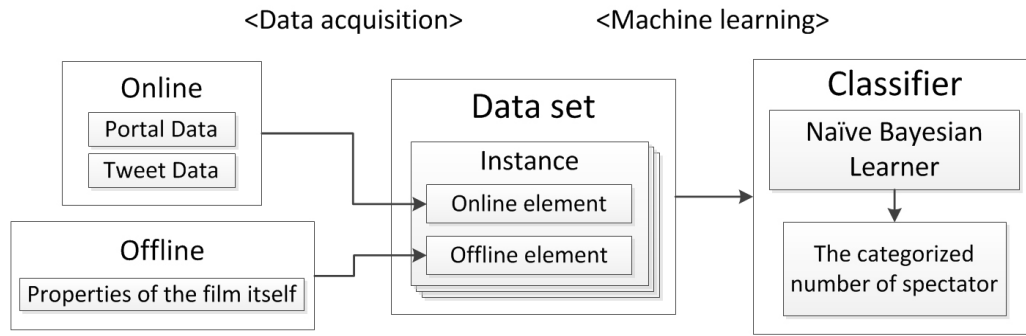 <Data acquisition>
<Machine learning>
Online
Portal Data
Tweet Data
Offline
Properties of the film itself
Data set
Instance
Online element
Offline element
Classifier
Naïve Bayesian
Learner
The categorized
number of spectator